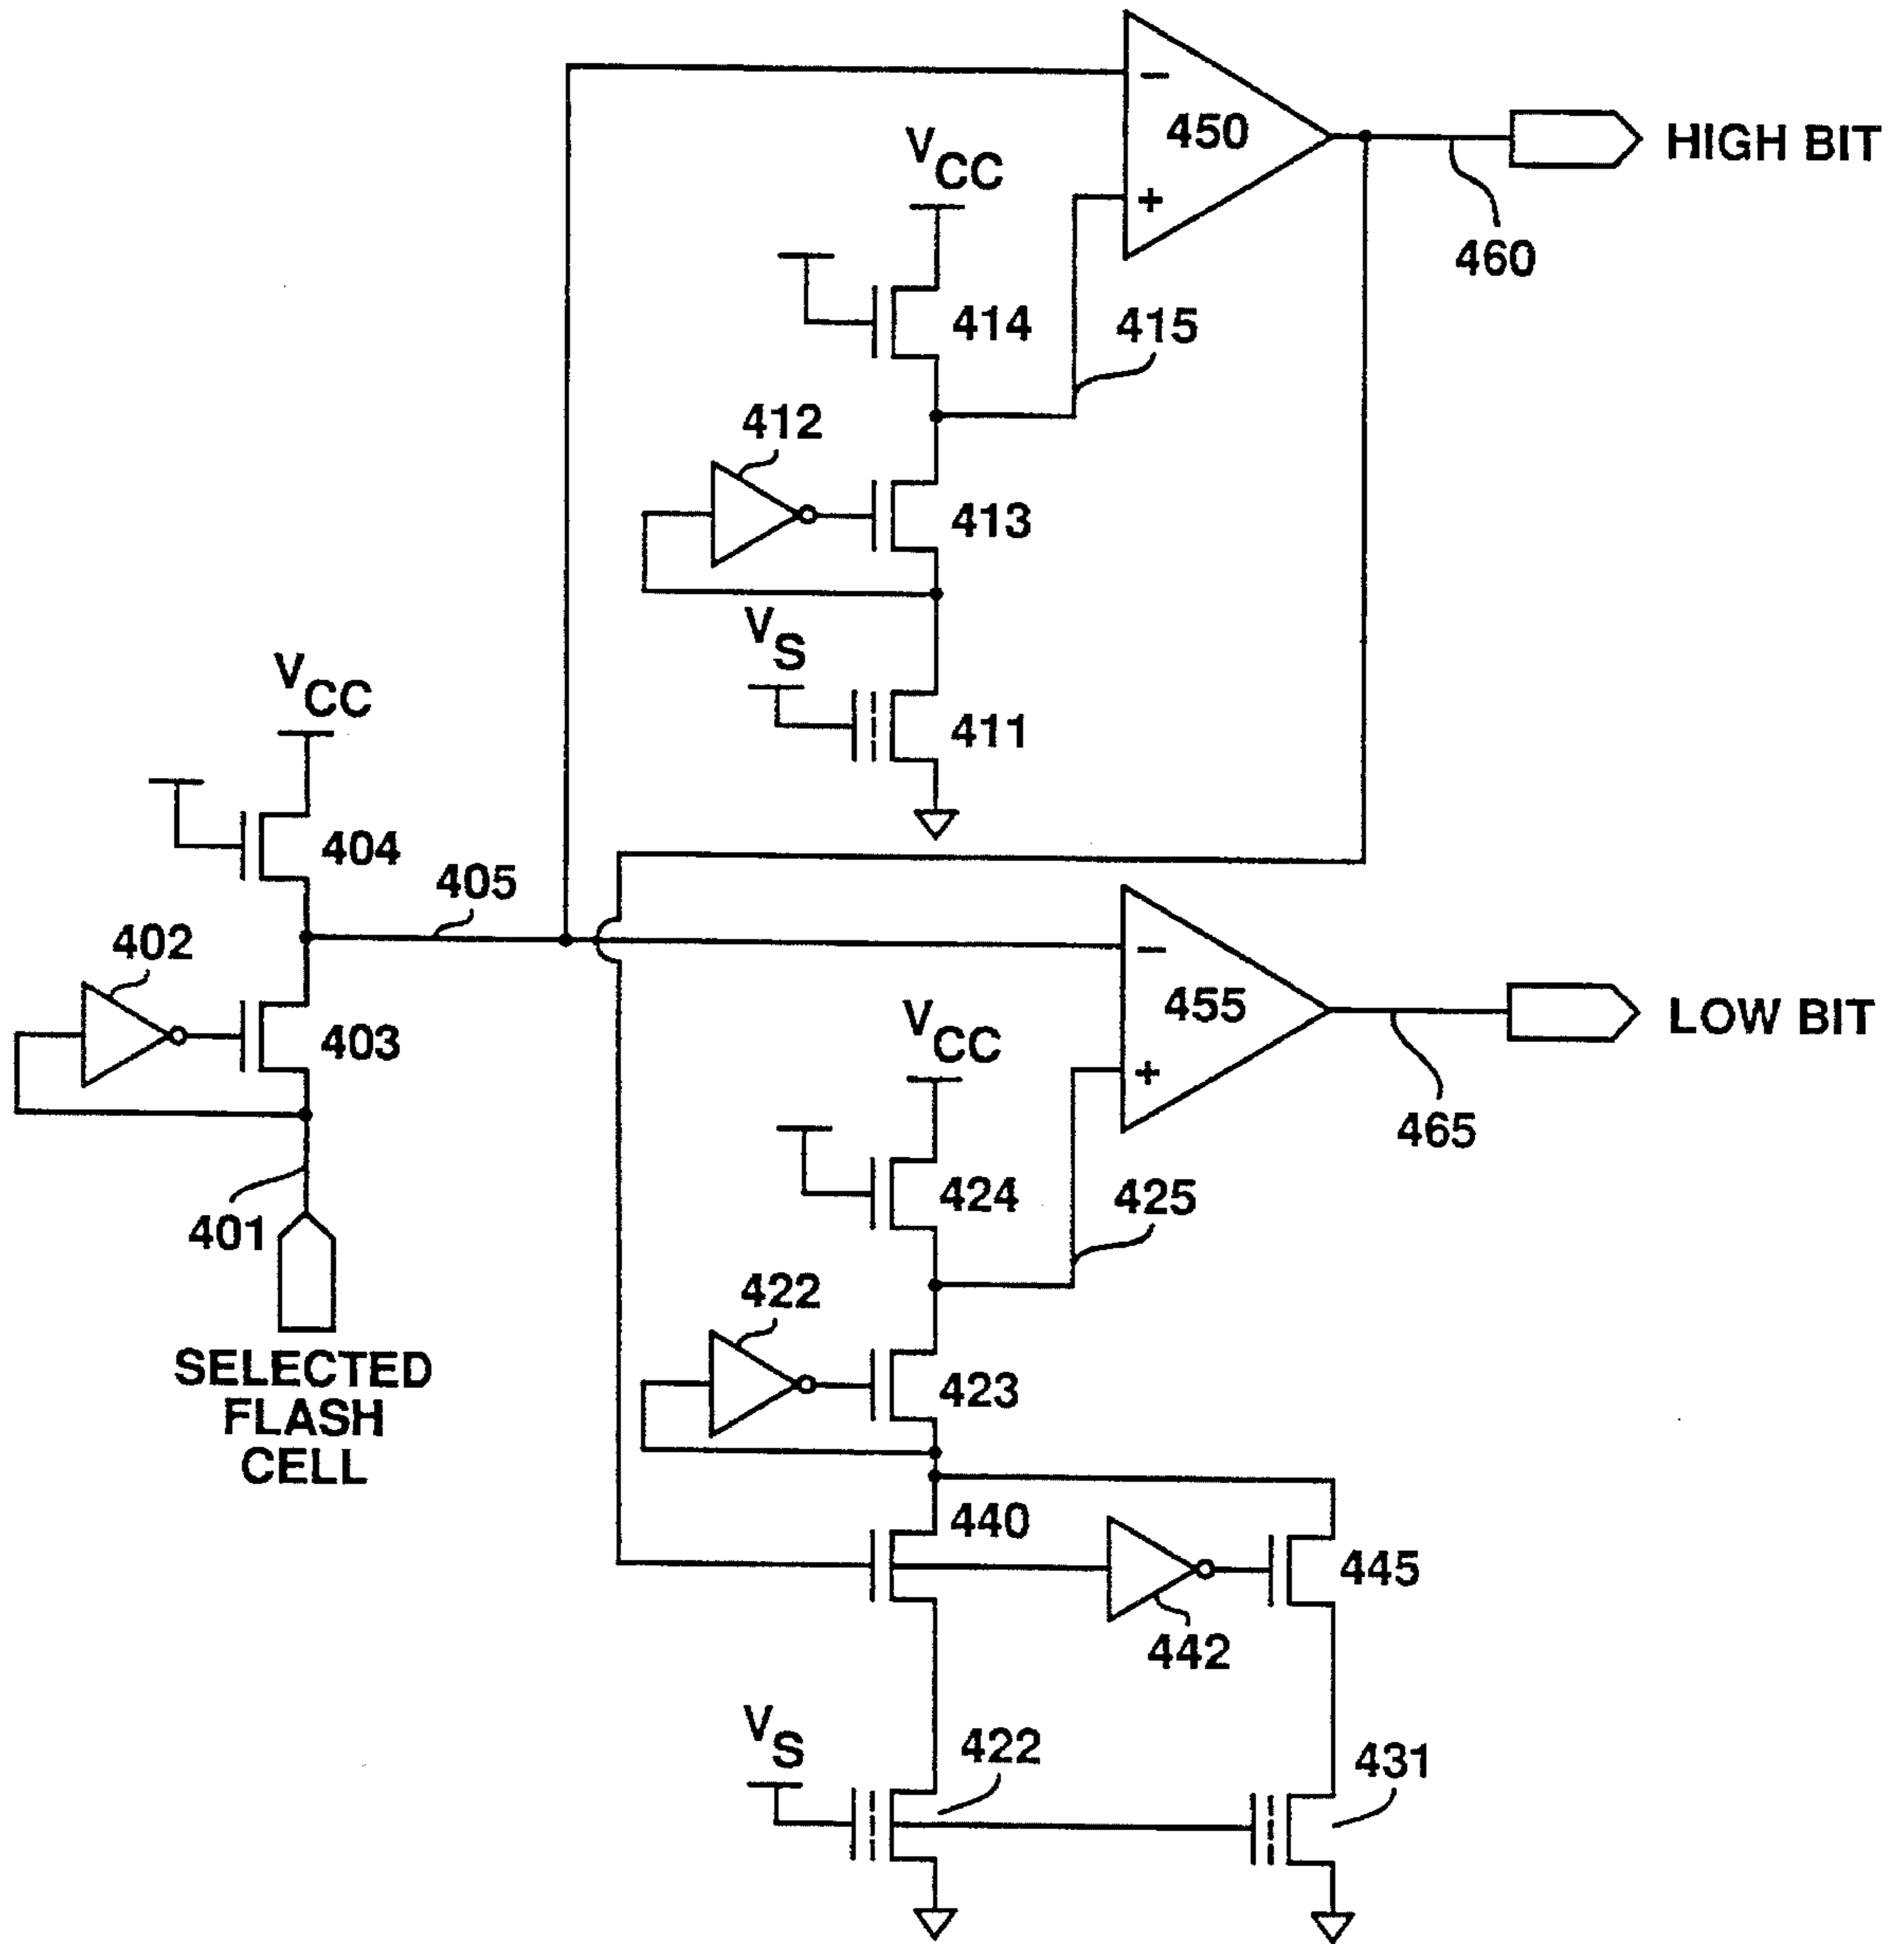 450
HIGH BIT
460
VCC
414
415
412
413
VS
411
VCC
404
405
402
403
401
SELECTED
FLASH
CELL
455
LOW BIT
465
VCC
424
425
422
423
440
442
445
VS
422
431